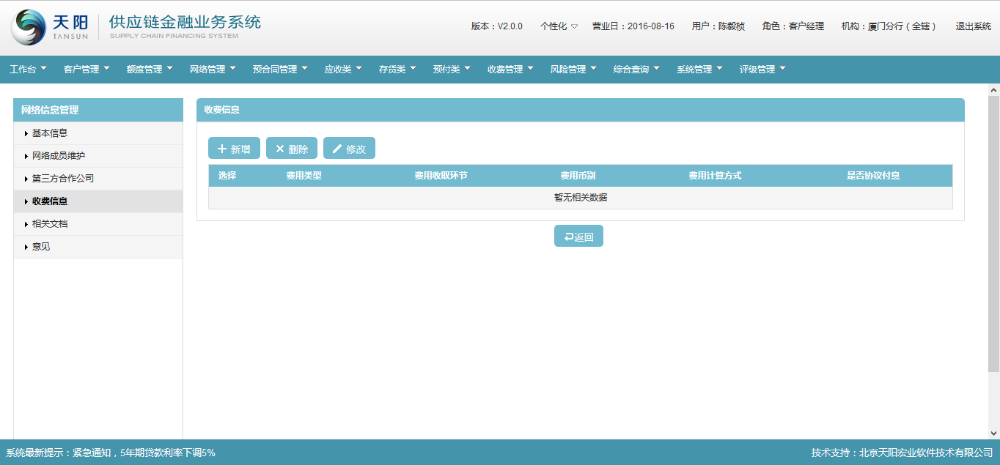 天阳
TANSUN
供应链金融业务系统
SUPPLY CHAIN FINANCING SYSTEM
版本：V2.0.0 个性化 营业日：2016-08-16 用户：陈毅桢 角色：客户经理 机构：厦门分行（全辖） 退出系统
工作台 客户管理 额度管理 网络管理 预合同管理 应收类 存货类 预付类 收费管理 风险管理 综合查询 系统管理 评级管理
网络信息管理
基本信息
网络成员维护
第三方合作公司
收费信息
相关文档
意见
收费信息
新增 删除 修改
选择 费用类型 费用收取环节 费用币别 费用计算方式 是否协议付息
暂无相关数据
返回
系统最新提示：紧急通知，5年期贷款利率下调5%
技术支持：北京天阳宏业软件技术有限公司